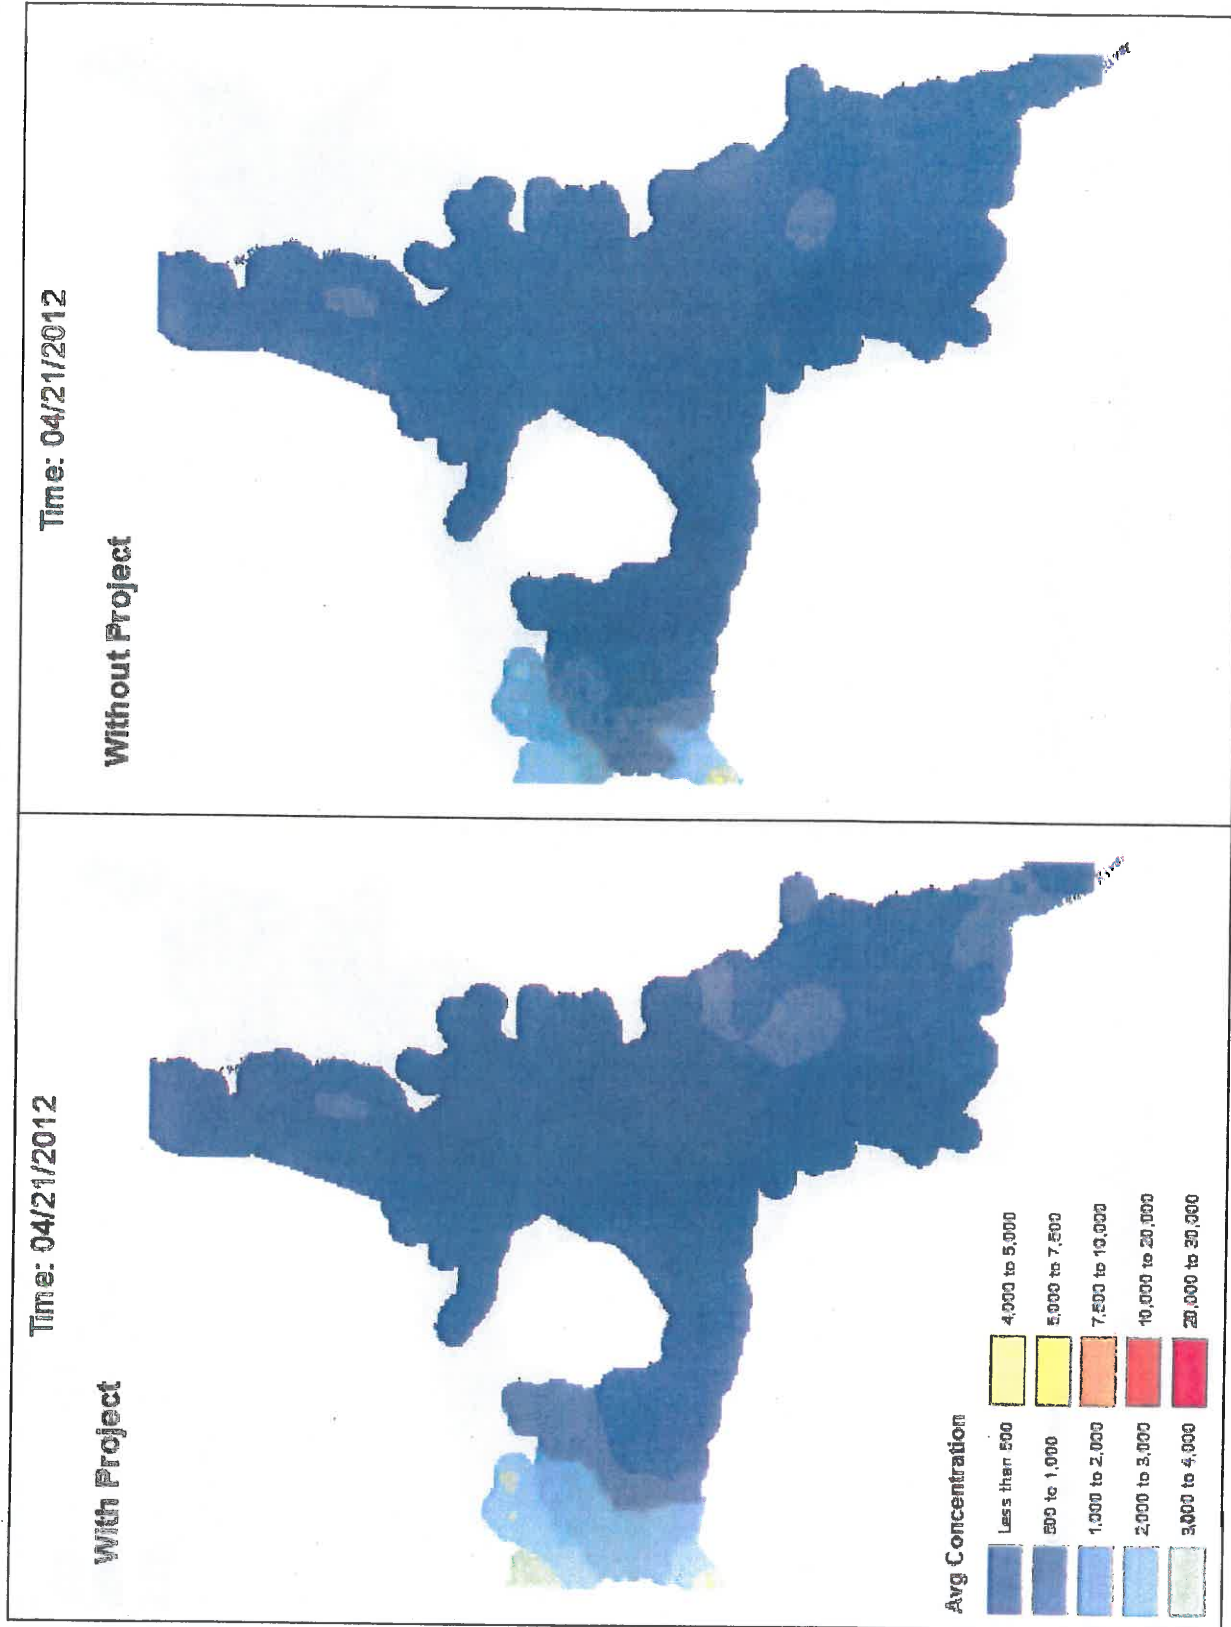 Time: 04/21/2012
With Project
Time: 04/21/2012
Without Project
River
Avg Concentration
Less than 500
500 to 1,000
1,000 to 2,000
2,000 to 3,000
3,000 to 4,000
4,000 to 5,000
5,000 to 7,500
7,500 to 10,000
10,000 to 20,000
20,000 to 30,000